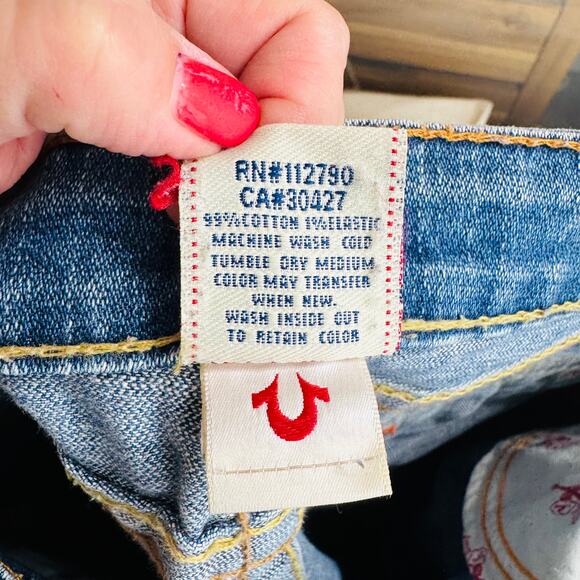 RN#112790
CA#30427
99%COTTON 1%ELASTIC
MACHINE WASH COLD
TUMBLE DRY MEDIUM
COLOR MAY TRANSFER
WHEN NEW.
WASH INSIDE OUT
TO RETAIN COLOR